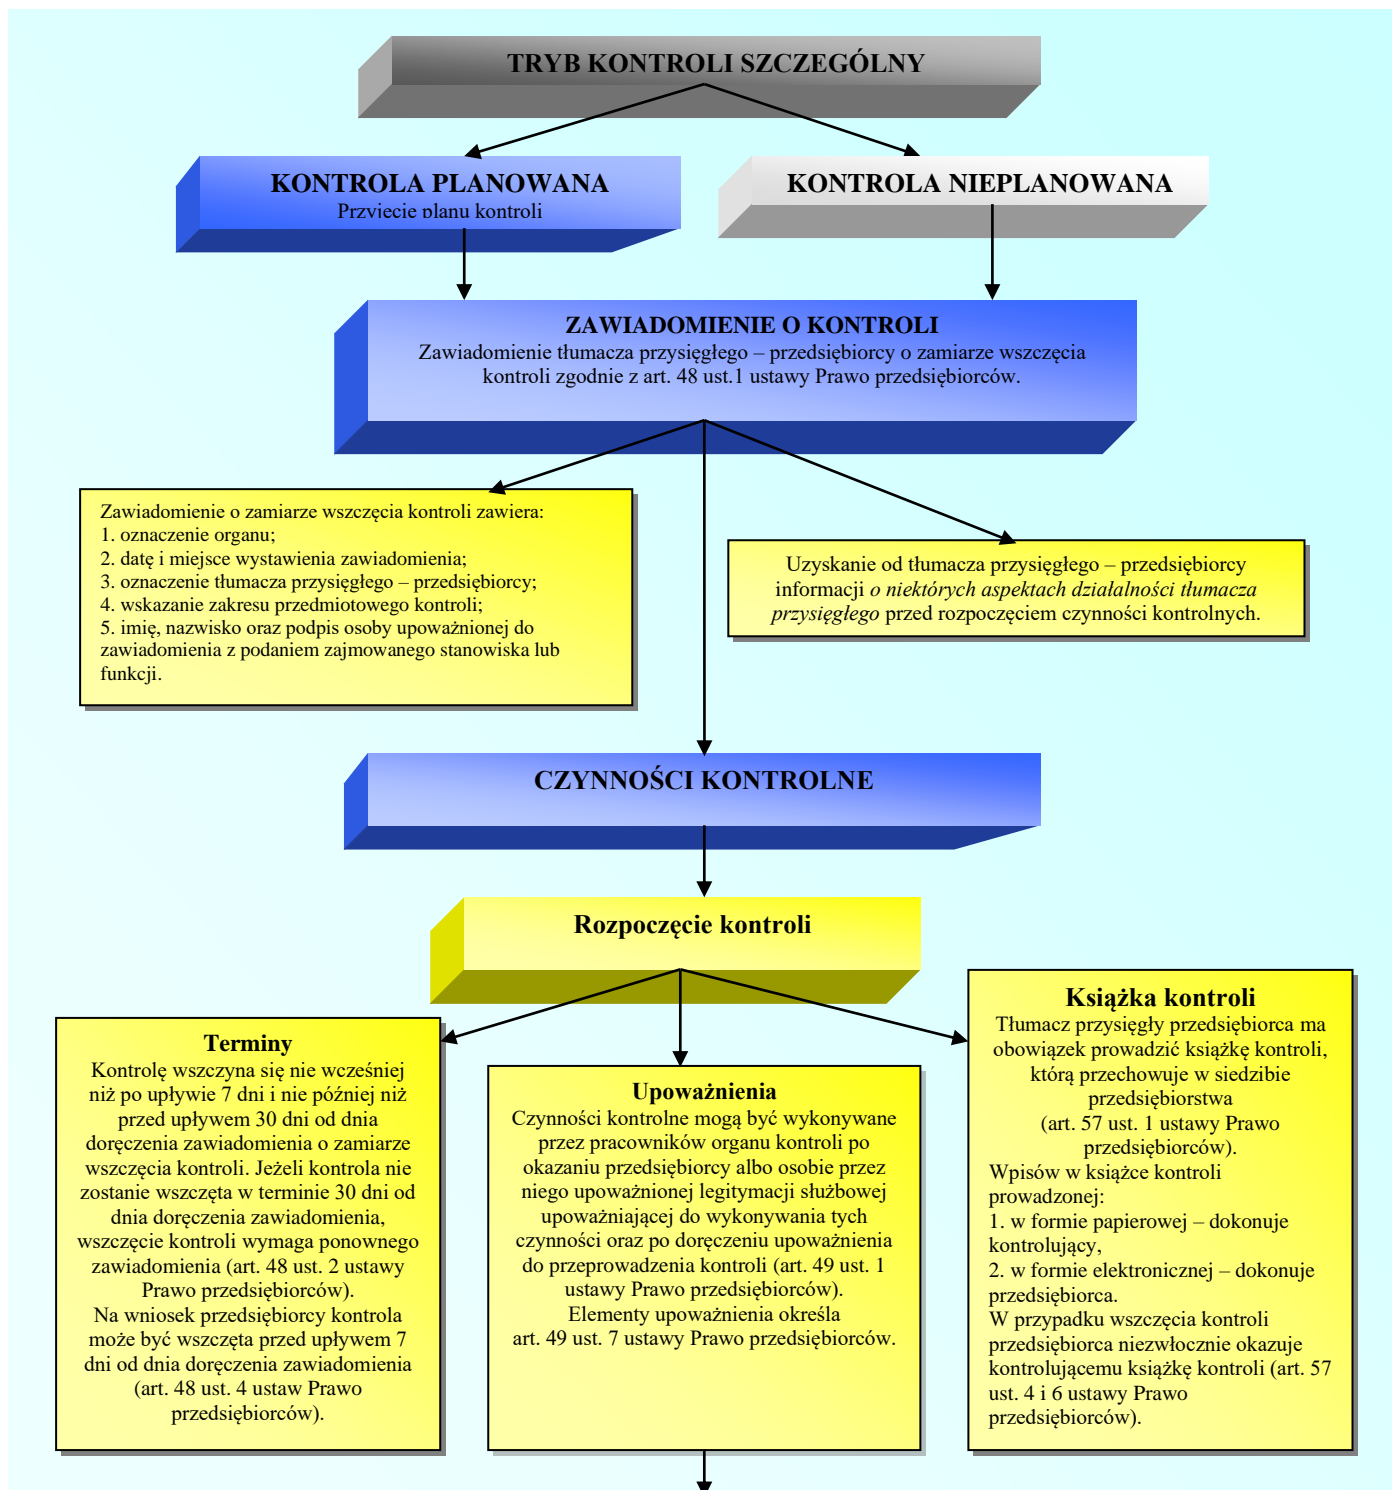 TRYB KONTROLI SZCZEGÓLNY
KONTROLA PLANOWANA
Przyjęcie planu kontroli
KONTROLA NIEPLANOWANA
ZAWIADOMIENIE O KONTROLI
Zawiadomienie tłumacza przysięgłego – przedsiębiorcy o zamiarze wszczęcia
kontroli zgodnie z art. 48 ust.1 ustawy Prawo przedsiębiorców.
Zawiadomienie o zamiarze wszczęcia kontroli zawiera:
1. oznaczenie organu;
2. datę i miejsce wystawienia zawiadomienia;
3. oznaczenie tłumacza przysięgłego – przedsiębiorcy;
4. wskazanie zakresu przedmiotowego kontroli;
5. imię, nazwisko oraz podpis osoby upoważnionej do
zawiadomienia z podaniem zajmowanego stanowiska lub
funkcji.
Uzyskanie od tłumacza przysięgłego – przedsiębiorcy
informacji o niektórych aspektach działalności tłumacza
przysięgłego przed rozpoczęciem czynności kontrolnych.
CZYNNOŚCI KONTROLNE
Rozpoczęcie kontroli
Terminy
Kontrolę wszczyna się nie wcześniej
niż po upływie 7 dni i nie później niż
przed upływem 30 dni od dnia
doręczenia zawiadomienia o zamiarze
wszczęcia kontroli. Jeżeli kontrola nie
zostanie wszczęta w terminie 30 dni od
dnia doręczenia zawiadomienia,
wszczęcie kontroli wymaga ponownego
zawiadomienia (art. 48 ust. 2 ustawy
Prawo przedsiębiorców).
Na wniosek przedsiębiorcy kontrola
może być wszczęta przed upływem 7
dni od dnia doręczenia zawiadomienia
(art. 48 ust. 4 ustaw Prawo
przedsiębiorców).
Upoważnienia
Czynności kontrolne mogą być wykonywane
przez pracowników organu kontroli po
okazaniu przedsiębiorcy albo osobie przez
niego upoważnionej legitymacji służbowej
upoważniającej do wykonywania tych
czynności oraz po doręczeniu upoważnienia
do przeprowadzenia kontroli (art. 49 ust. 1
ustawy Prawo przedsiębiorców).
Elementy upoważnienia określa
art. 49 ust. 7 ustawy Prawo przedsiębiorców.
Książka kontroli
Tłumacz przysięgły przedsiębiorca ma
obowiązek prowadzić książkę kontroli,
którą przechowuje w siedzibie
przedsiębiorstwa
(art. 57 ust. 1 ustawy Prawo
przedsiębiorców).
Wpisów w książce kontroli
prowadzonej:
1. w formie papierowej – dokonuje
kontrolujący,
2. w formie elektronicznej – dokonuje
przedsiębiorca.
W przypadku wszczęcia kontroli
przedsiębiorca niezwłocznie okazuje
kontrolującemu książkę kontroli (art. 57
ust. 4 i 6 ustawy Prawo
przedsiębiorców).